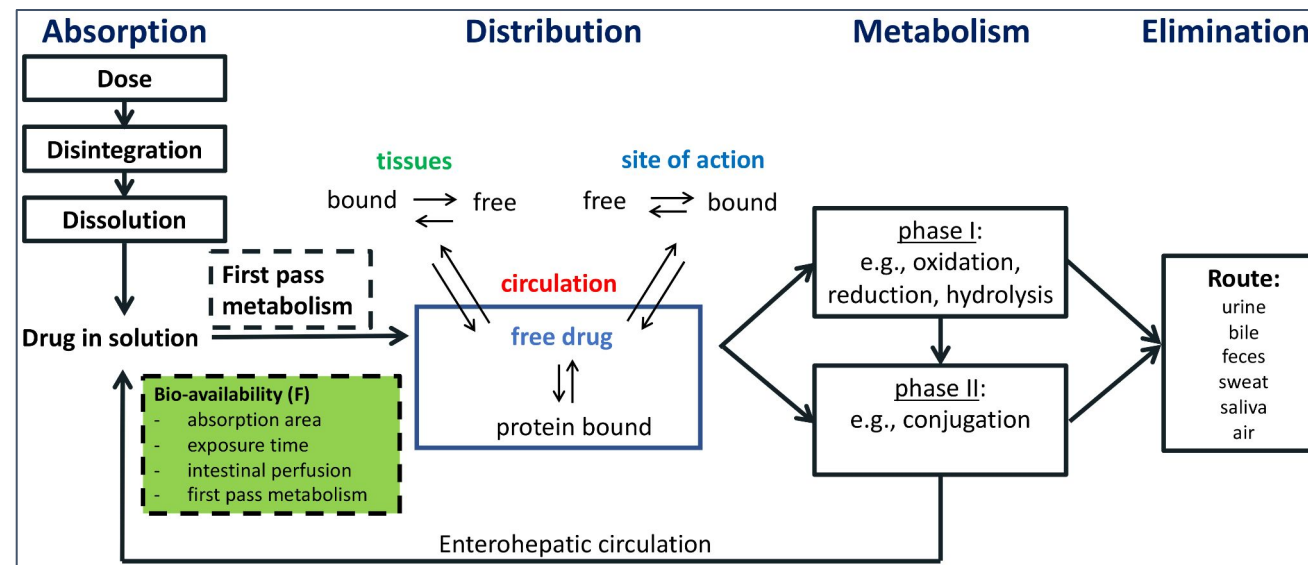 Absorption
Distribution
Metabolism
Elimination
Dose
Disintegration
Dissolution
Drug in solution
First pass
metabolism
Bio-availability (F)
- absorption area
- exposure time
- intestinal perfusion
- first pass metabolism
tissues
bound
free
site of action
free
bound
circulation
free drug
protein bound
phase I:
e.g., oxidation,
reduction, hydrolysis
phase II:
e.g., conjugation
Route:
urine
bile
feces
sweat
saliva
air
Enterohepatic circulation